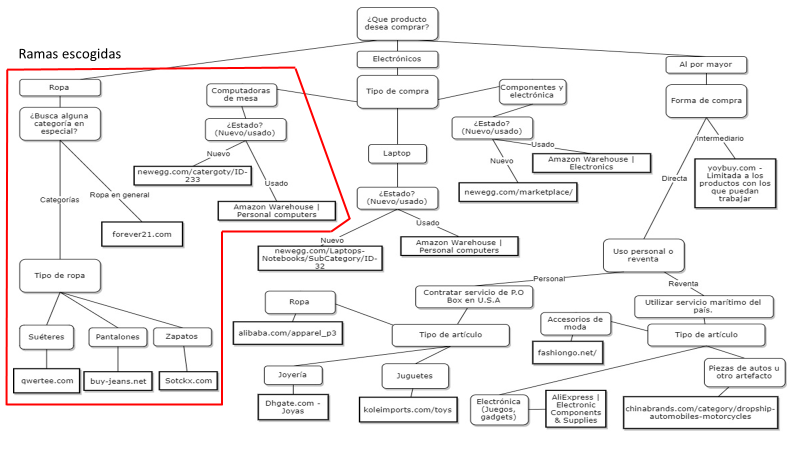 ¿Que producto
desea comprar?
Ramas escogidas
Electrónicos
Al por mayor
Ropa
Computadoras
de mesa
Tipo de compra
Componentes y
electrónica
Forma de compra
¿Busca alguna
categoría en
especial?
¿Estado?
(Nuevo/usado)
¿Estado?
(Nuevo/usado)
Intermediario
Nuevo
Laptop
Usado
Nuevo
Amazon Warehouse |
Electronics
newegg.com/catergoty/ID-
233
Usado
Directa
yoybuy.com -
Limitada a los
productos con los
que puedan
trabajar
Categorías
Ropa en general
¿Estado?
(Nuevo/usado)
newegg.com/marketplace/
Amazon Warehouse |
Personal computers
Usado
forever21.com
Nuevo
Amazon Warehouse |
Personal computers
newegg.com/Laptops-
Notebooks/SubCategory/ID-
32
Uso personal o
reventa
Tipo de ropa
Personal
Reventa
Contratar servicio de P.O
Box en U.S.A
Ropa
Utilizar servicio marítimo del
país.
Suéteres
Pantalones
Zapatos
alibaba.com/apparel_p3
Tipo de artículo
Accesorios de
moda
Tipo de artículo
fashiongo.net/
qwertee.com
buy-jeans.net
Sotckx.com
Joyería
Juguetes
Piezas de autos u
otro artefacto
Dhgate.com -
Joyas
koleimports.com/toys
Electrónica
(Juegos,
gadgets)
AliExpress |
Electronic
Components
& Supplies
chinabrands.com/category/dropship-
automobiles-motorcycles